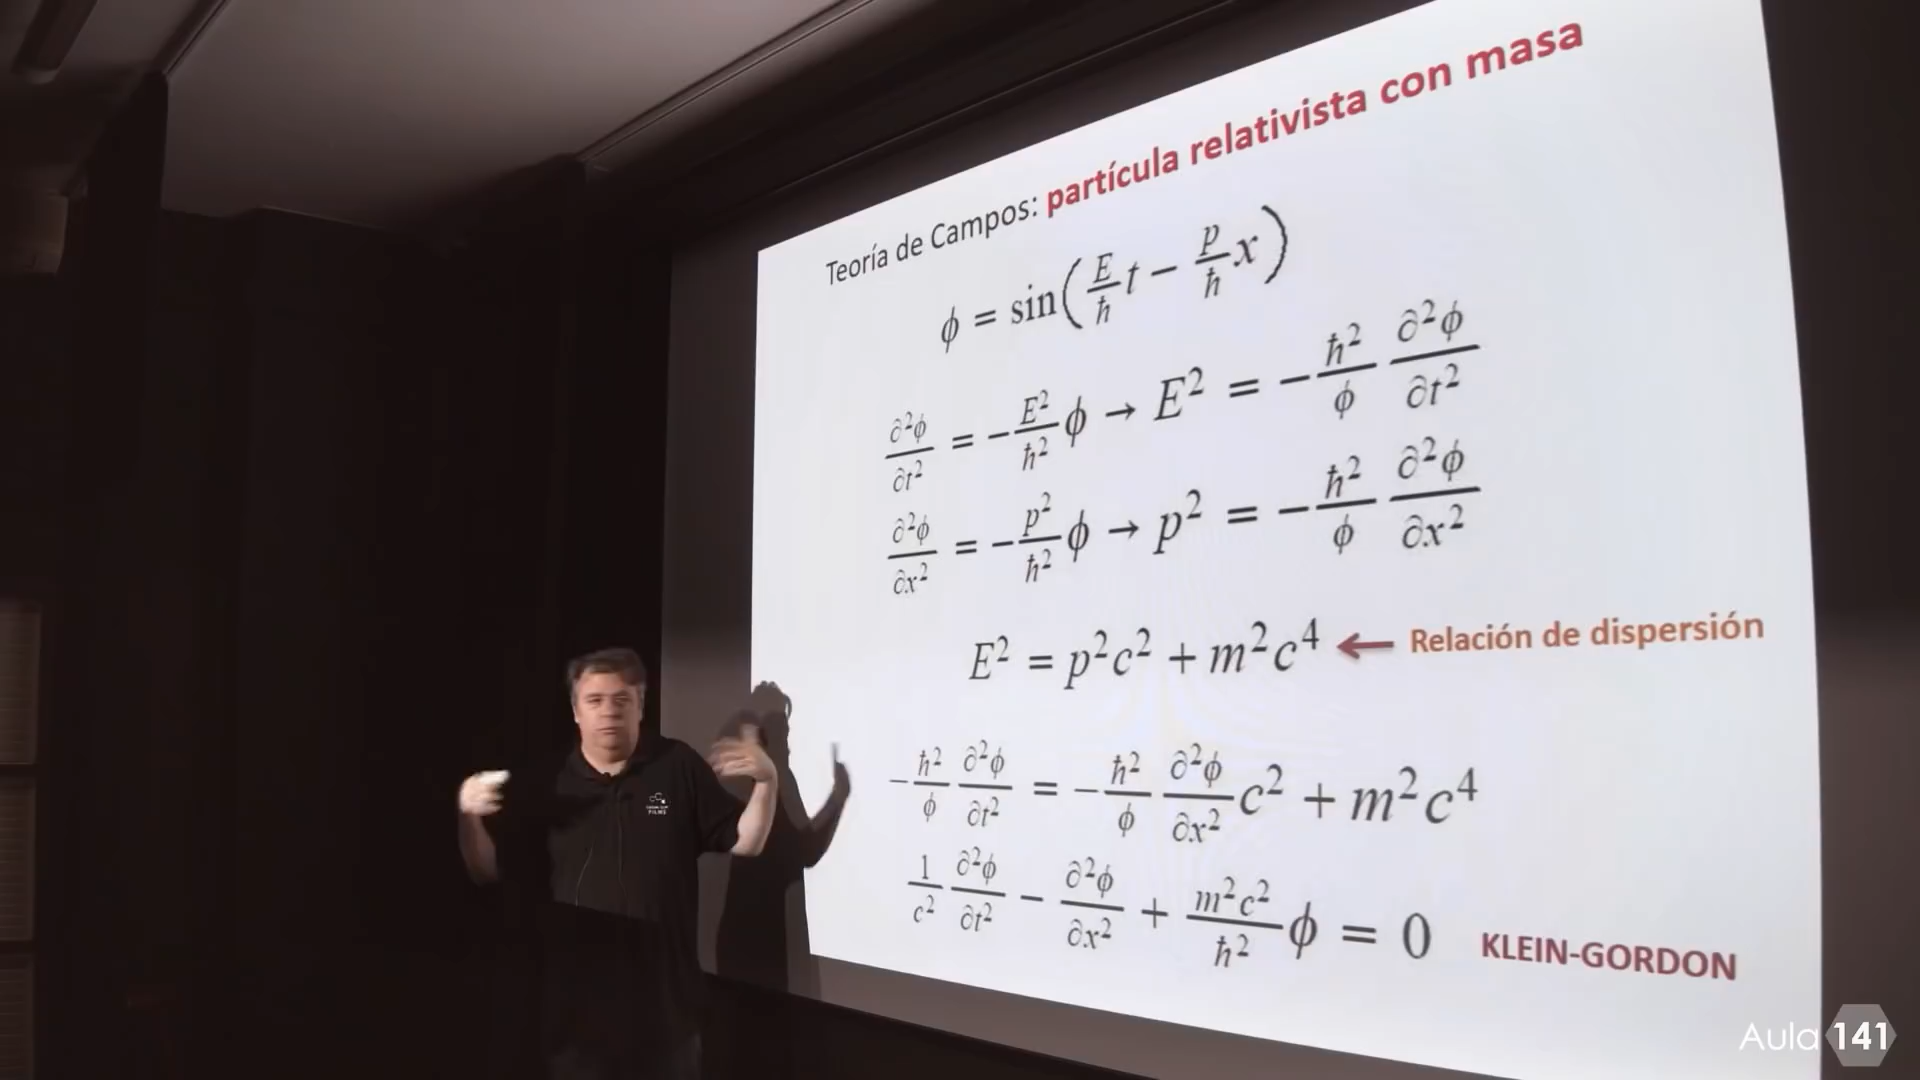 Teoría de Campos: partícula relativista con masa
ϕ = sin(E/ħ t − p/ħ x)
∂²ϕ/∂t² = −E²/ħ² ϕ → E² = −ħ²/ϕ ∂²ϕ/∂t²
∂²ϕ/∂x² = −p²/ħ² ϕ → p² = −ħ²/ϕ ∂²ϕ/∂x²
E² = p²c² + m²c⁴ ← Relación de dispersión
−ħ²/ϕ ∂²ϕ/∂t² = −ħ²/ϕ ∂²ϕ/∂x² c² + m²c⁴
1/c² ∂²ϕ/∂t² − ∂²ϕ/∂x² + m²c²/ħ² ϕ = 0 KLEIN-GORDON
Aula 141